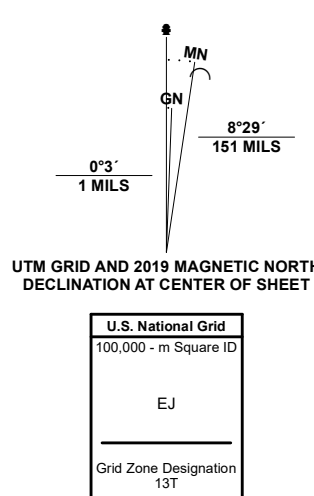 MN
GN
8°29´
151 MILS
0°3´
1 MILS
UTM GRID AND 2019 MAGNETIC NORTH
DECLINATION AT CENTER OF SHEET
U.S. National Grid
100,000 - m Square ID
EJ
Grid Zone Designation
13T